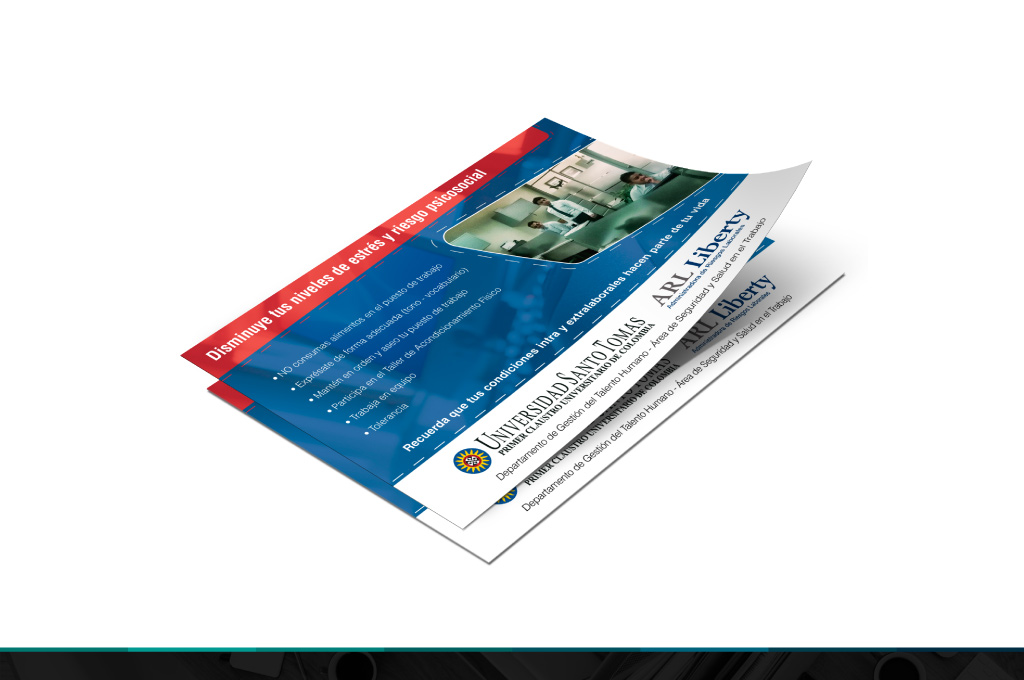 Disminuye tus niveles de estrés y riesgo psicosocial
• NO consumas alimentos en el puesto de trabajo
• Exprésate de forma adecuada (tono - vocabulario)
• Mantén en orden y aseo tu puesto de trabajo
• Participa en el Taller de Acondicionamiento Físico
• Trabaja en equipo
• Tolerancia
Recuerda que tus condiciones intra y extralaborales hacen parte de tu vida
UNIVERSIDAD SANTO TOMÁS
PRIMER CLAUSTRO UNIVERSITARIO DE COLOMBIA
ARL Liberty
Administradora de Riesgos Laborales
Departamento de Gestión del Talento Humano - Área de Seguridad y Salud en el Trabajo
PRIMER CLAUSTRO UNIVERSITARIO DE COLOMBIA
ARL Liberty
Administradora de Riesgos Laborales
Departamento de Gestión del Talento Humano - Área de Seguridad y Salud en el Trabajo